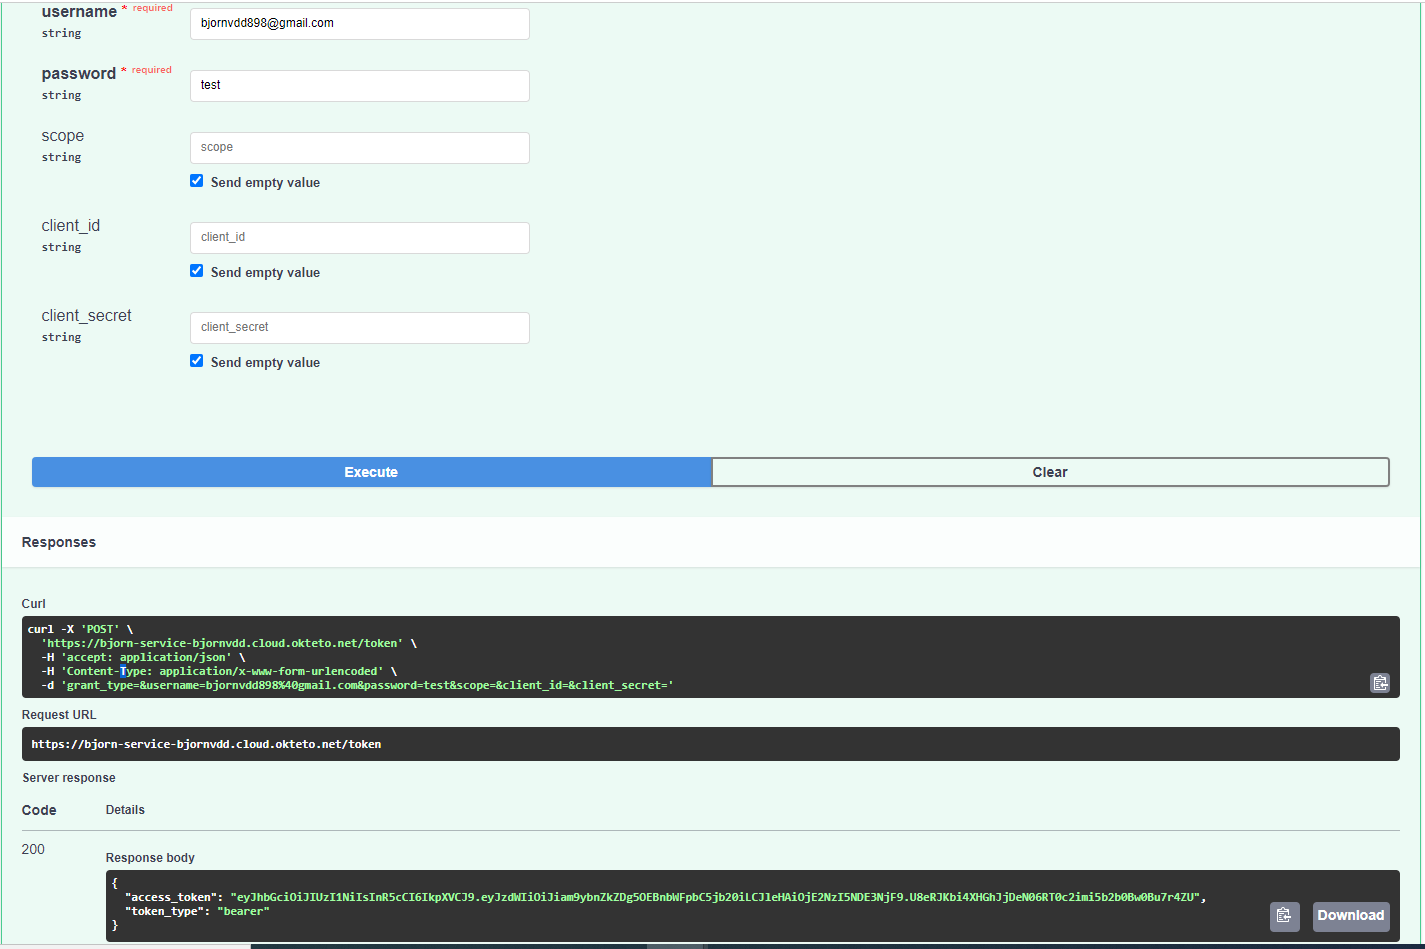 username * required
string
bjornvdd898@gmail.com
password * required
string
test
scope
string
scope
Send empty value
client_id
string
client_id
Send empty value
client_secret
string
client_secret
Send empty value
Execute
Clear
Responses
Curl
curl -X 'POST' \
'https://bjorn-service-bjornvdd.cloud.okteto.net/token' \
-H 'accept: application/json' \
-H 'Content-Type: application/x-www-form-urlencoded' \
-d 'grant_type=&username=bjornvdd898%40gmail.com&password=test&scope=&client_id=&client_secret='
Request URL
https://bjorn-service-bjornvdd.cloud.okteto.net/token
Server response
Code Details
200
Response body
{
"access_token": "eyJhbGciOiJIUzI1NiIsInR5cCI6IkpXVCJ9.eyJzdWIiOiJiam9ybnZkZDg5OEBnbWFpbC5jb20iLCJleHAiOjE2NzI5NDE3NjF9.U8eRJKbi4XHGhJjDeN06RT0c2imi5b2b0Bw0Bu7r4ZU",
"token_type": "bearer"
}
Download